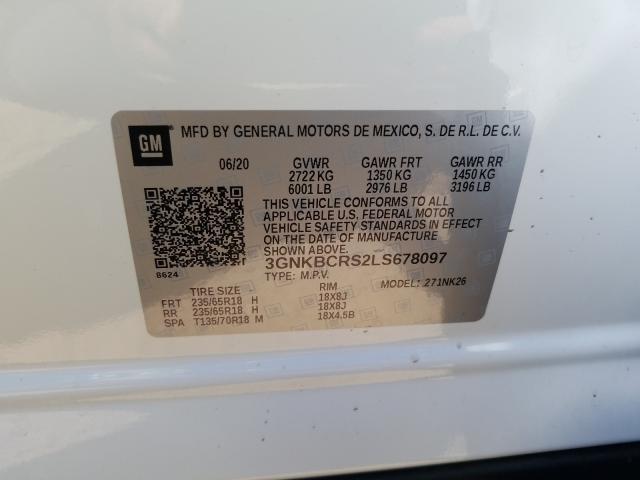 GM MFD BY GENERAL MOTORS DE MEXICO, S. DE R.L. DE C.V.
06/20 GVWR GAWR FRT GAWR RR
2722 KG 1350 KG 1450 KG
6001 LB 2976 LB 3196 LB
THIS VEHICLE CONFORMS TO ALL
APPLICABLE U.S. FEDERAL MOTOR
VEHICLE SAFETY STANDARDS IN EFFECT
ON THE DATE OF MANUFACTURE
SHOWN ABOVE.
3GNKBCRS2LS678097
8624 TYPE: M.P.V. MODEL: 271NK26
TIRE SIZE RIM
FRT 235/65R18 H 18X8J
RR 235/65R18 H 18X8J
SPA T135/70R18 M 18X4.5B